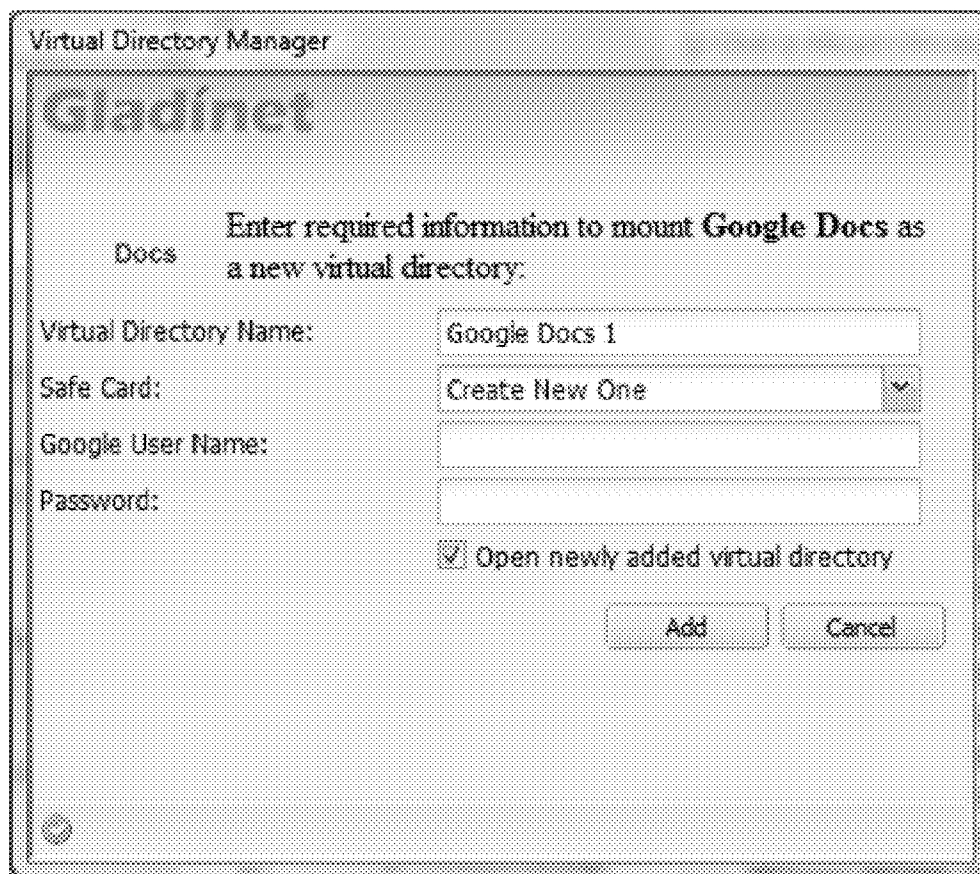 Virtual Directory Manager
Gladinet
Docs
Enter required information to mount Google Docs as
a new virtual directory:
Virtual Directory Name:
Google Docs 1
Safe Card:
Create New One
Google User Name:
Password:
Open newly added virtual directory
Add
Cancel